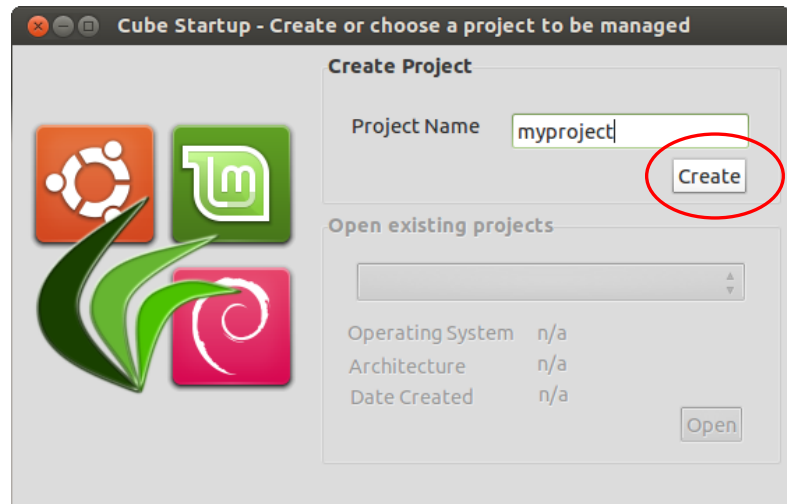 Cube Startup - Create or choose a project to be managed
Create Project
Project Name myproject
Create
Open existing projects
Operating System n/a
Architecture n/a
Date Created n/a
Open